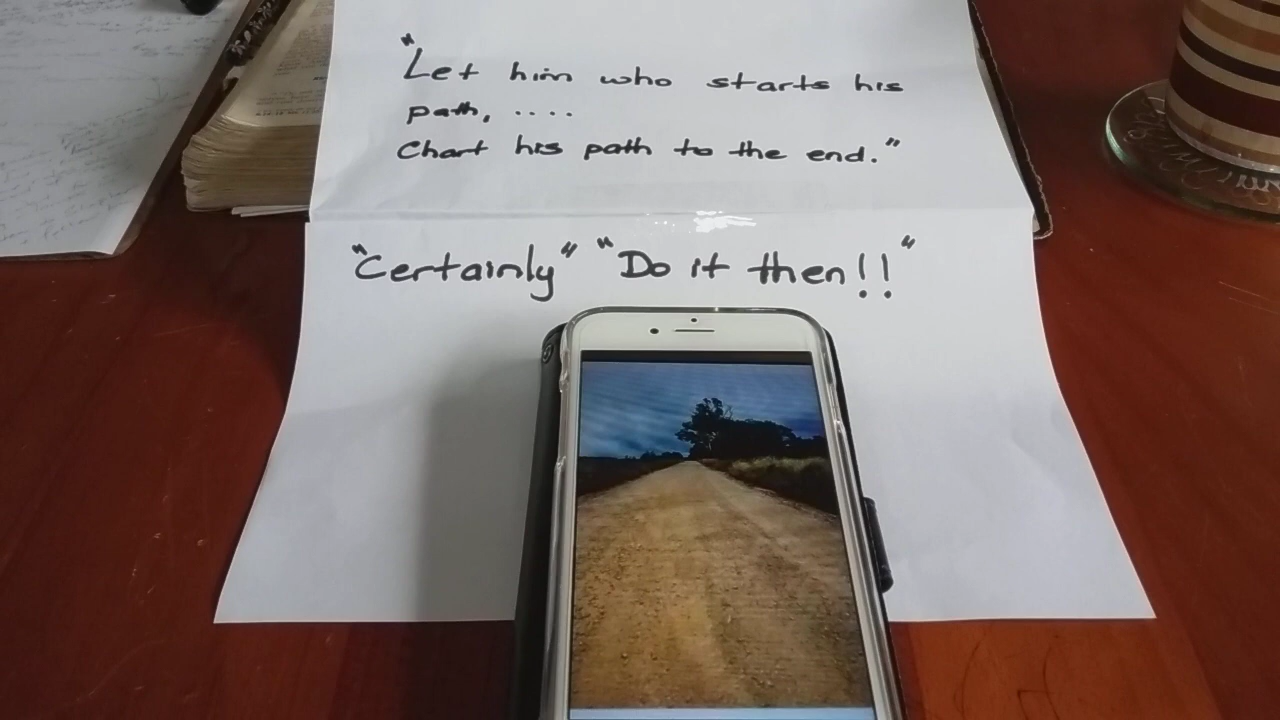 "Let him who starts his
path, ....
Chart his path to the end."
"Certainly" "Do it then!!"